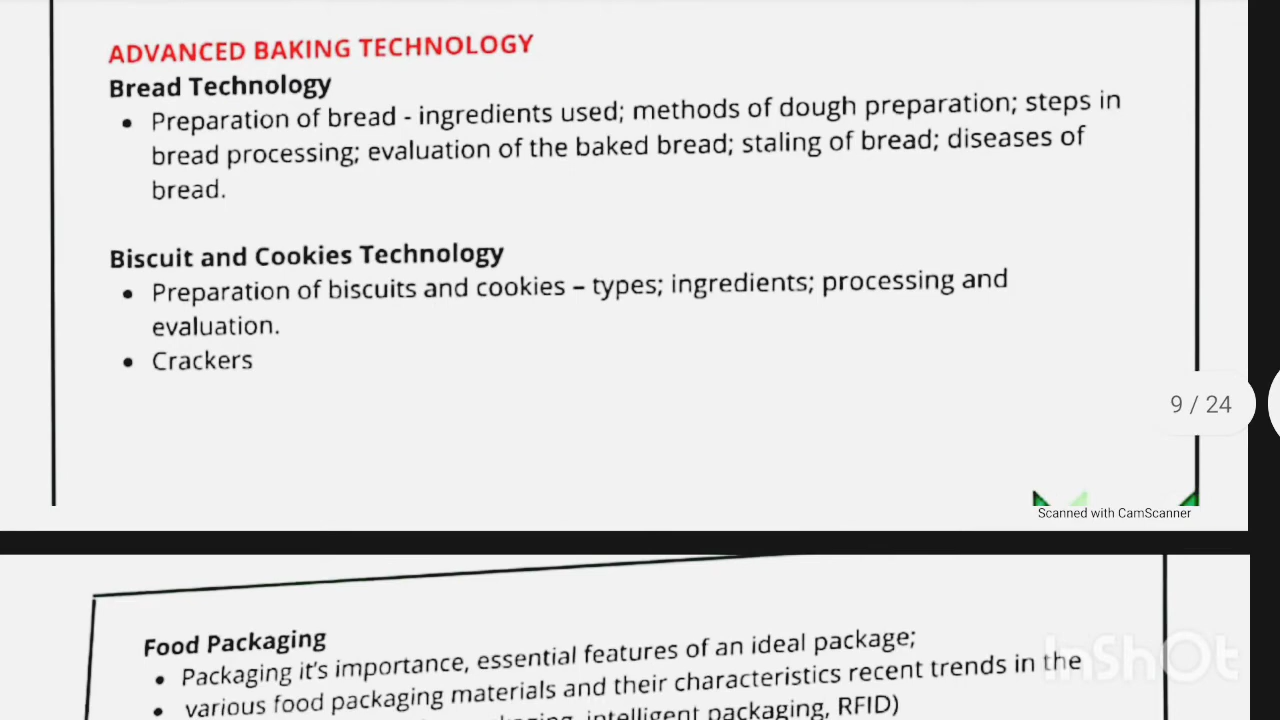 ADVANCED BAKING TECHNOLOGY
Bread Technology
• Preparation of bread - ingredients used; methods of dough preparation; steps in
bread processing; evaluation of the baked bread; staling of bread; diseases of
bread.
Biscuit and Cookies Technology
• Preparation of biscuits and cookies – types; ingredients; processing and
evaluation.
• Crackers
9 / 24
Scanned with CamScanner
Food Packaging
• Packaging it's importance, essential features of an ideal package;
• various food packaging materials and their characteristics recent trends in the
intelligent packaging, RFID)
InShOt